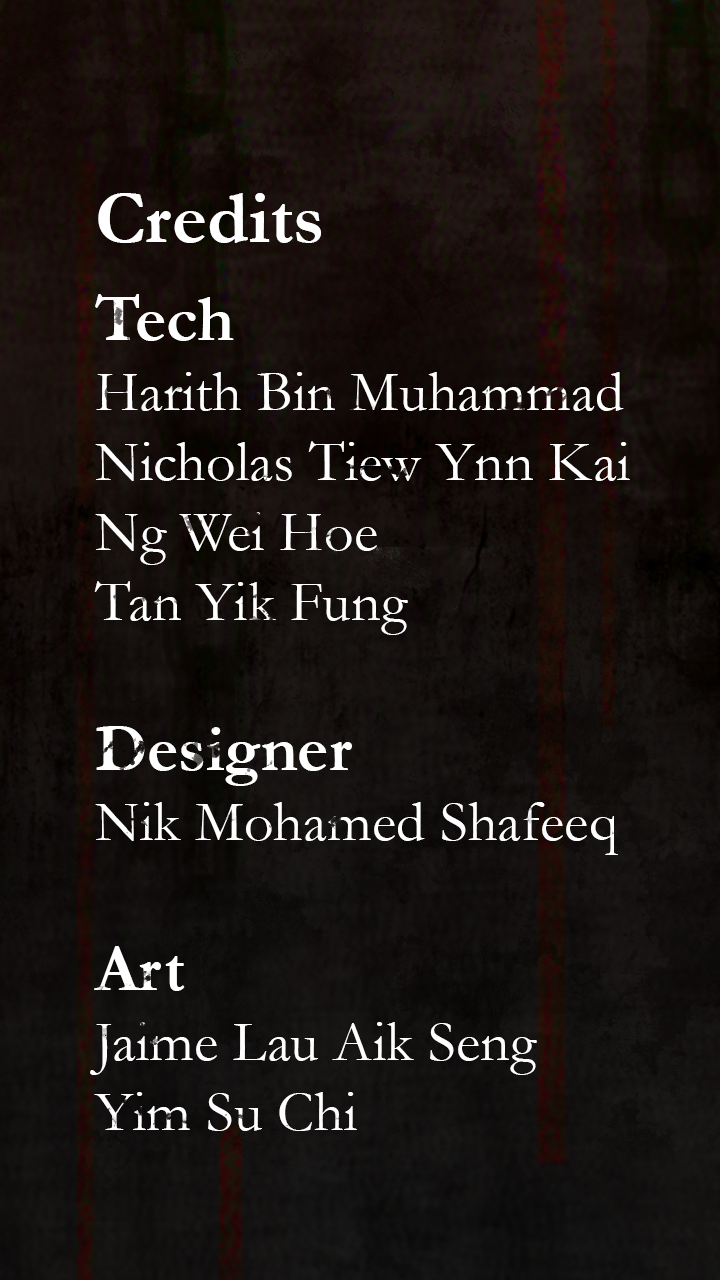 Credits
Tech
Harith Bin Muhammad
Nicholas Tiew Ynn Kai
Ng Wei Hoe
Tan Yik Fung
Designer
Nik Mohamed Shafeeq
Art
Jaime Lau Aik Seng
Yim Su Chi